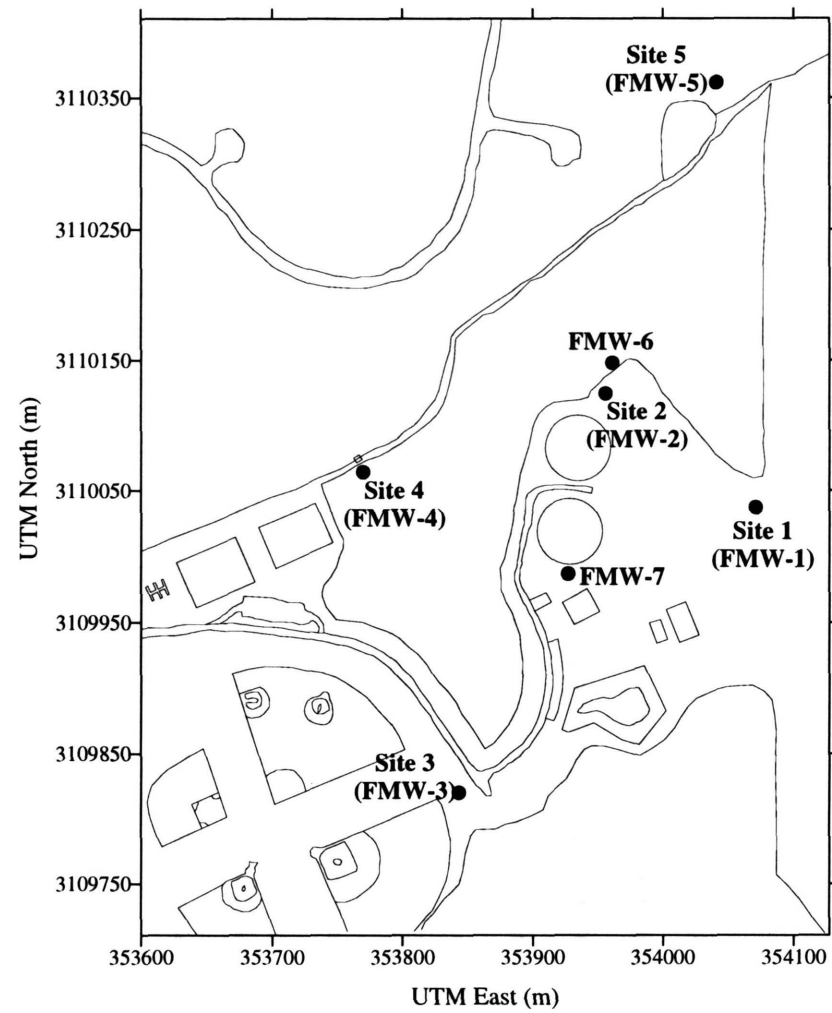 Site 5
(FMW-5)
3110350
3110250
FMW-6
3110150
Site 2
(FMW-2)
UTM North (m)
3110050
Site 4
(FMW-4)
Site 1
(FMW-1)
FMW-7
3109950
3109850
Site 3
(FMW-3)
3109750
353600
353700
353800
353900
354000
354100
UTM East (m)